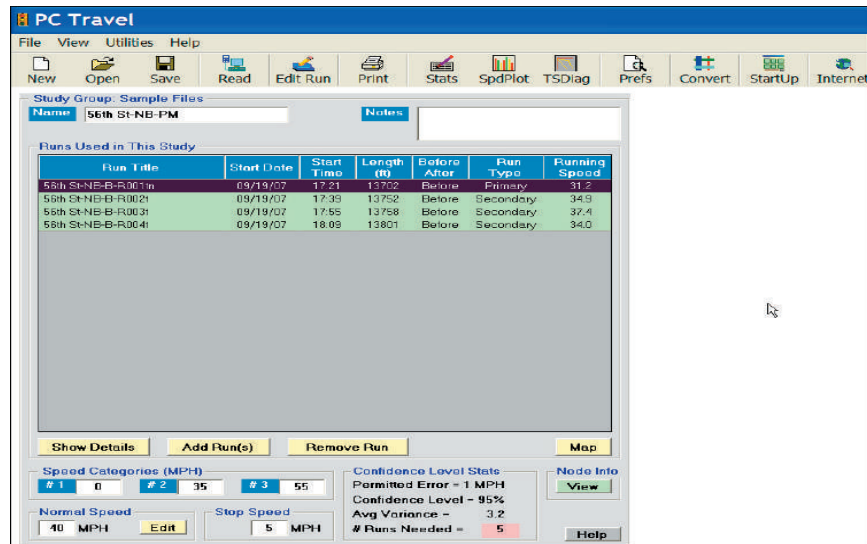 PC Travel
File View Utilities Help
New Open Save Read Edit Run Print Stats SpdPlot TSDiag Prefs Convert StartUp Internet
Study Group: Sample Files
Name 56th St-NB-PM Notes
Runs Used in This Study
Run Title Start Date Start Time Length (ft) Before After Run Type Running Speed
56th St-NB-B-R001tn 09/19/07 17:21 13702 Before Primary 31.2
56th St-NB-B-R002t 09/19/07 17:39 13752 Before Secondary 34.9
56th St-NB-B-R003t 09/19/07 17:55 13758 Before Secondary 37.4
56th St-NB-B-R004t 09/19/07 18:09 13801 Before Secondary 34.0
Show Details Add Run(s) Remove Run Map
Speed Categories (MPH) Confidence Level Stats Node Info
# 1 0 # 2 35 # 3 55 Permitted Error = 1 MPH View
Confidence Level = 95%
Normal Speed Stop Speed Avg Variance = 3.2
40 MPH Edit 5 MPH # Runs Needed = 5 Help